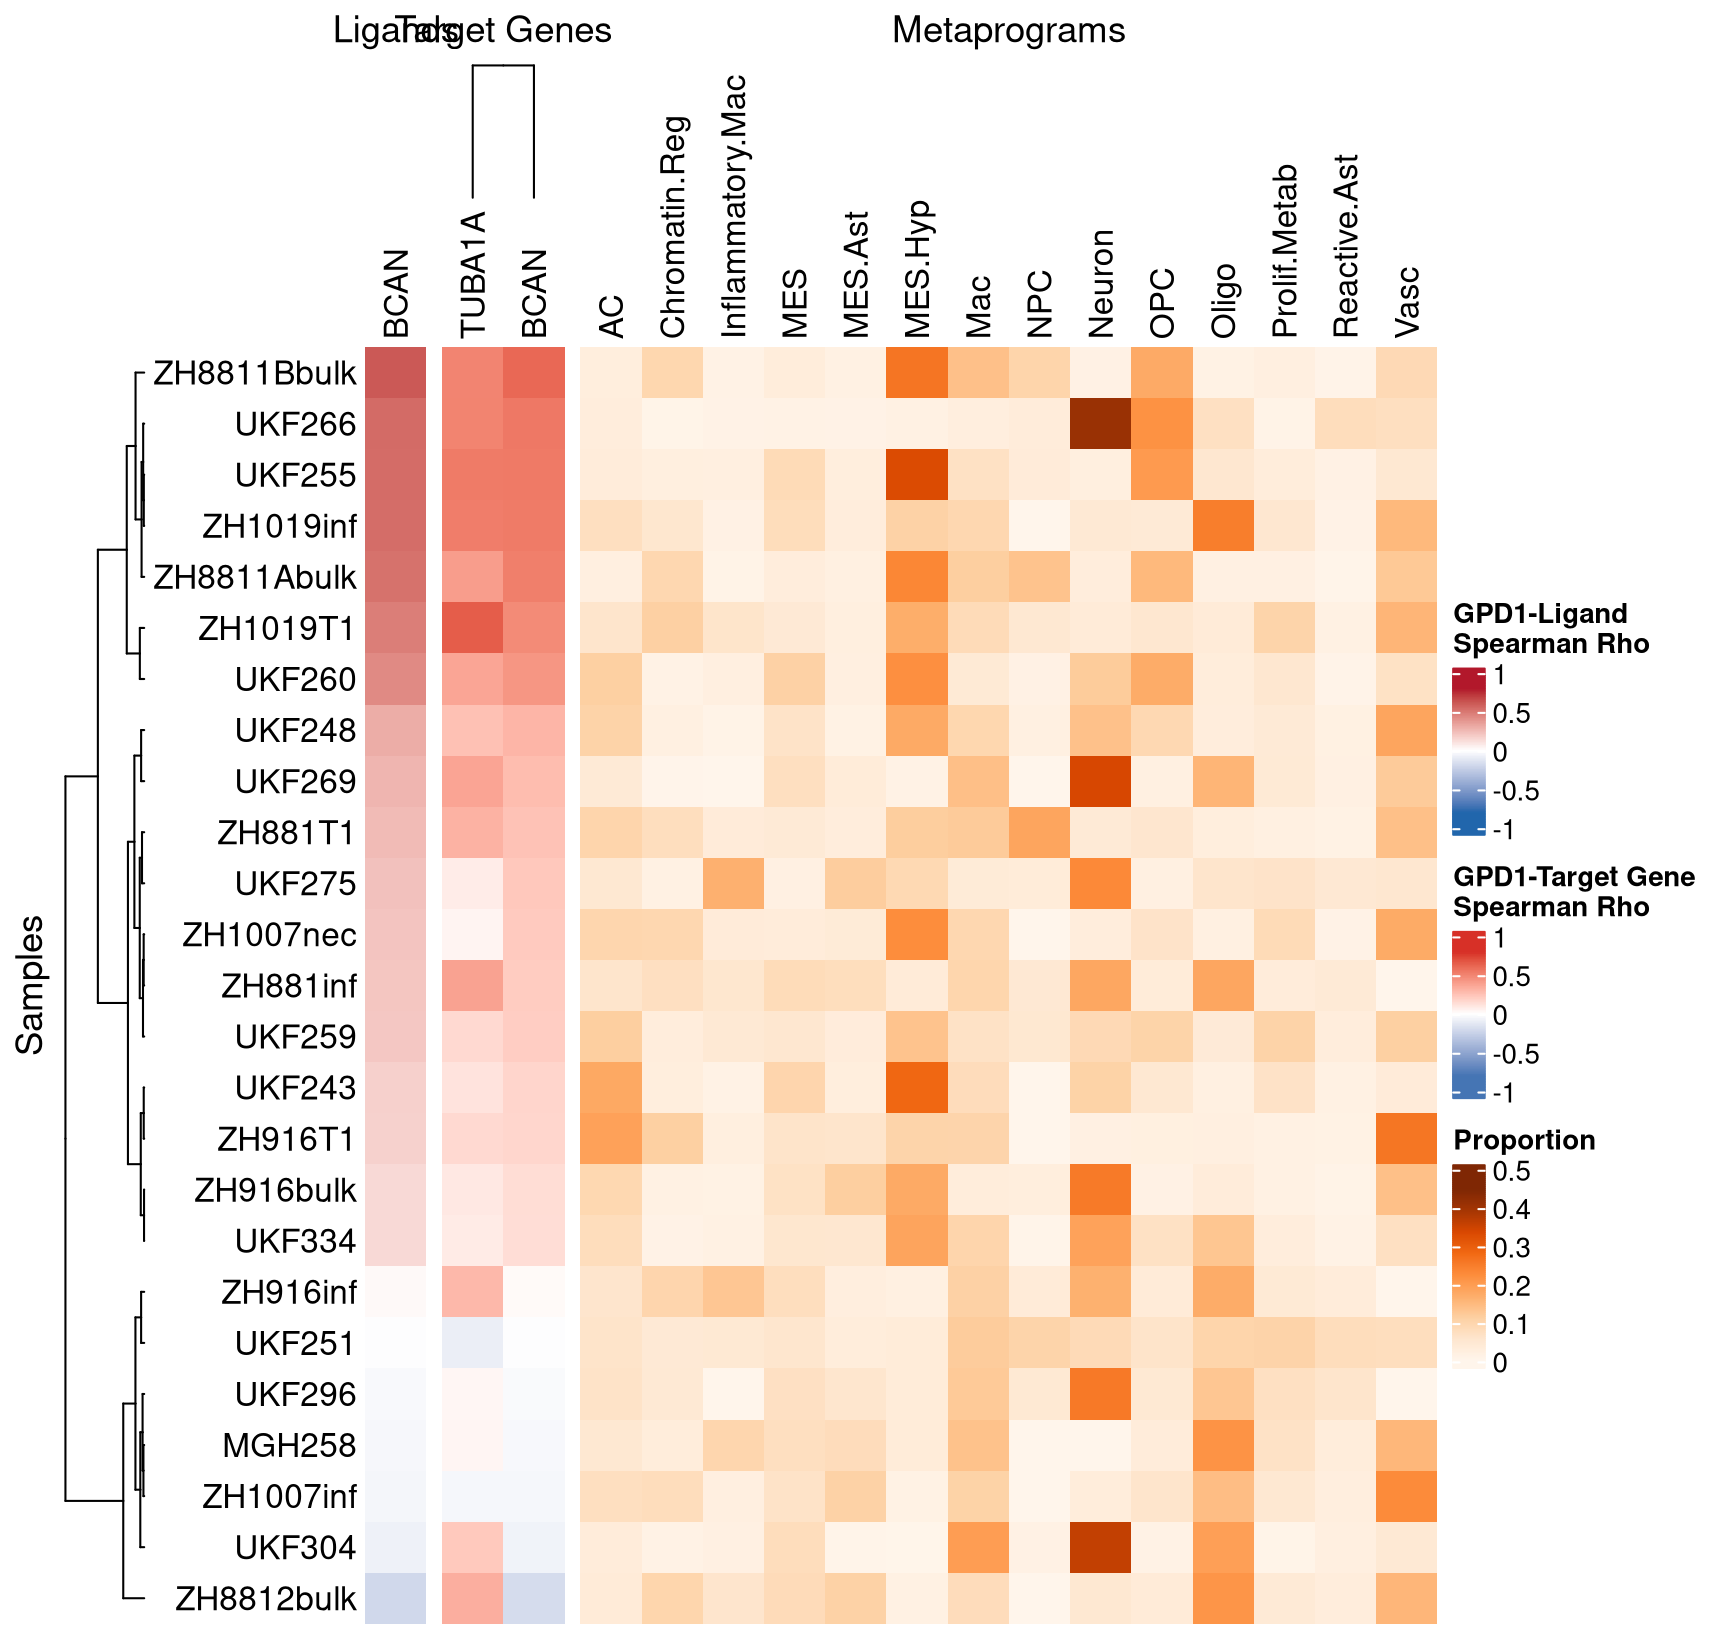 Ligands
Target Genes
Metaprograms
BCAN
TUBA1A
BCAN
AC
Chromatin.Reg
Inflammatory.Mac
MES
MES.Ast
MES.Hyp
Mac
NPC
Neuron
OPC
Oligo
Prolif.Metab
Reactive.Ast
Vasc
Samples
ZH8811Bbulk
UKF266
UKF255
ZH1019inf
ZH8811Abulk
ZH1019T1
UKF260
UKF248
UKF269
ZH881T1
UKF275
ZH1007nec
ZH881inf
UKF259
UKF243
ZH916T1
ZH916bulk
UKF334
ZH916inf
UKF251
UKF296
MGH258
ZH1007inf
UKF304
ZH8812bulk
GPD1-Ligand
Spearman Rho
1
0.5
0
-0.5
-1
GPD1-Target Gene
Spearman Rho
1
0.5
0
-0.5
-1
Proportion
0.5
0.4
0.3
0.2
0.1
0